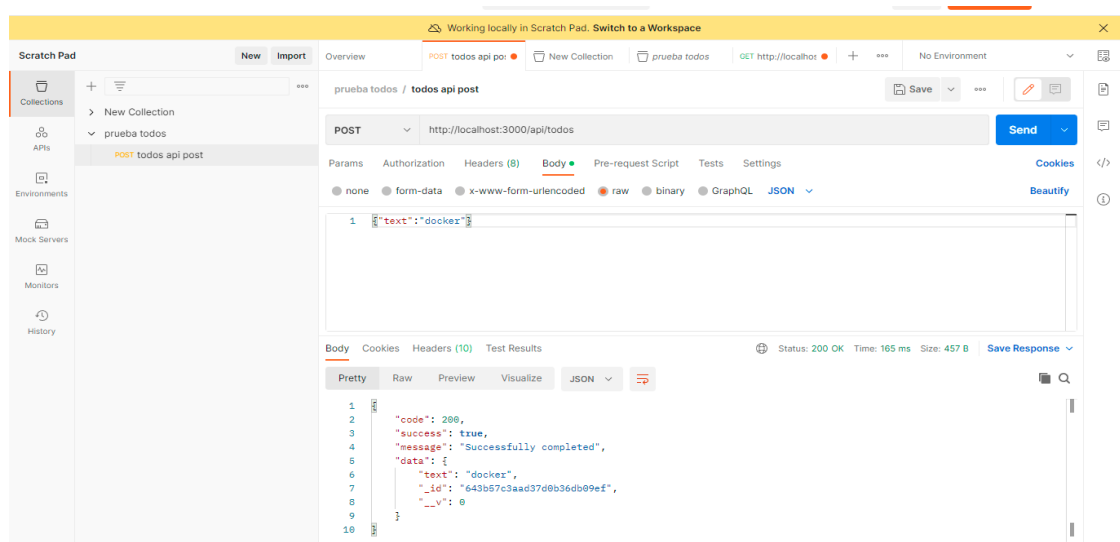 Working locally in Scratch Pad. Switch to a Workspace
Scratch Pad New Import
Overview POST todos api po: New Collection prueba todos GET http://localhos No Environment
Collections
APIs
Environments
Mock Servers
Monitors
History
New Collection
prueba todos
POST todos api post
prueba todos / todos api post Save
POST http://localhost:3000/api/todos Send
Params Authorization Headers (8) Body Pre-request Script Tests Settings Cookies
none form-data x-www-form-urlencoded raw binary GraphQL JSON Beautify
1 {"text":"docker"}
Body Cookies Headers (10) Test Results Status: 200 OK Time: 165 ms Size: 457 B Save Response
Pretty Raw Preview Visualize JSON
1 {
2 "code": 200,
3 "success": true,
4 "message": "Successfully completed",
5 "data": {
6 "text": "docker",
7 "_id": "643b57c3aad37d0b36db09ef",
8 "__v": 0
9 }
10 }